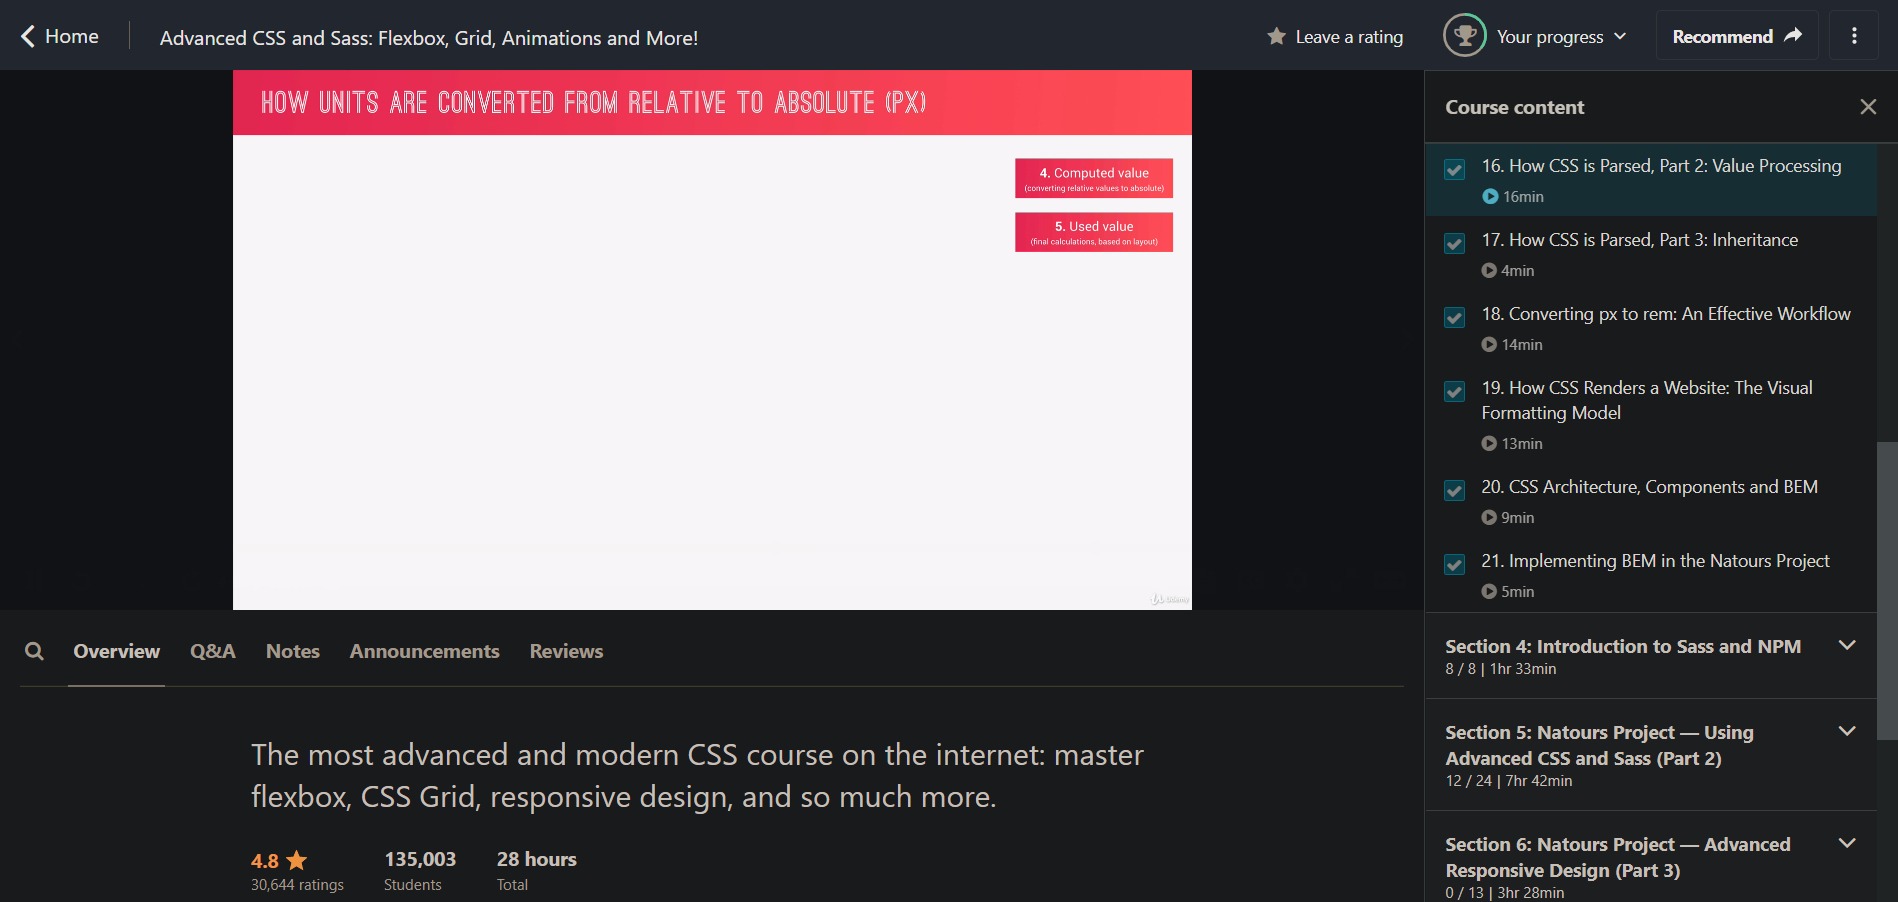 Home
Advanced CSS and Sass: Flexbox, Grid, Animations and More!
Leave a rating
Your progress
Recommend
HOW UNITS ARE CONVERTED FROM RELATIVE TO ABSOLUTE (PX)
4. Computed value
(converting relative values to absolute)
5. Used value
(final calculations, based on layout)
Udemy
Overview
Q&A
Notes
Announcements
Reviews
The most advanced and modern CSS course on the internet: master
flexbox, CSS Grid, responsive design, and so much more.
4.8
30,644 ratings
135,003
Students
28 hours
Total
Course content
16. How CSS is Parsed, Part 2: Value Processing
16min
17. How CSS is Parsed, Part 3: Inheritance
4min
18. Converting px to rem: An Effective Workflow
14min
19. How CSS Renders a Website: The Visual
Formatting Model
13min
20. CSS Architecture, Components and BEM
9min
21. Implementing BEM in the Natours Project
5min
Section 4: Introduction to Sass and NPM
8 / 8 | 1hr 33min
Section 5: Natours Project — Using
Advanced CSS and Sass (Part 2)
12 / 24 | 7hr 42min
Section 6: Natours Project — Advanced
Responsive Design (Part 3)
0 / 13 | 3hr 28min